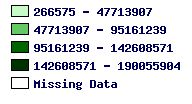 266575 - 47713907
47713907 - 95161239
95161239 - 142608571
142608571 - 190055904
Missing Data